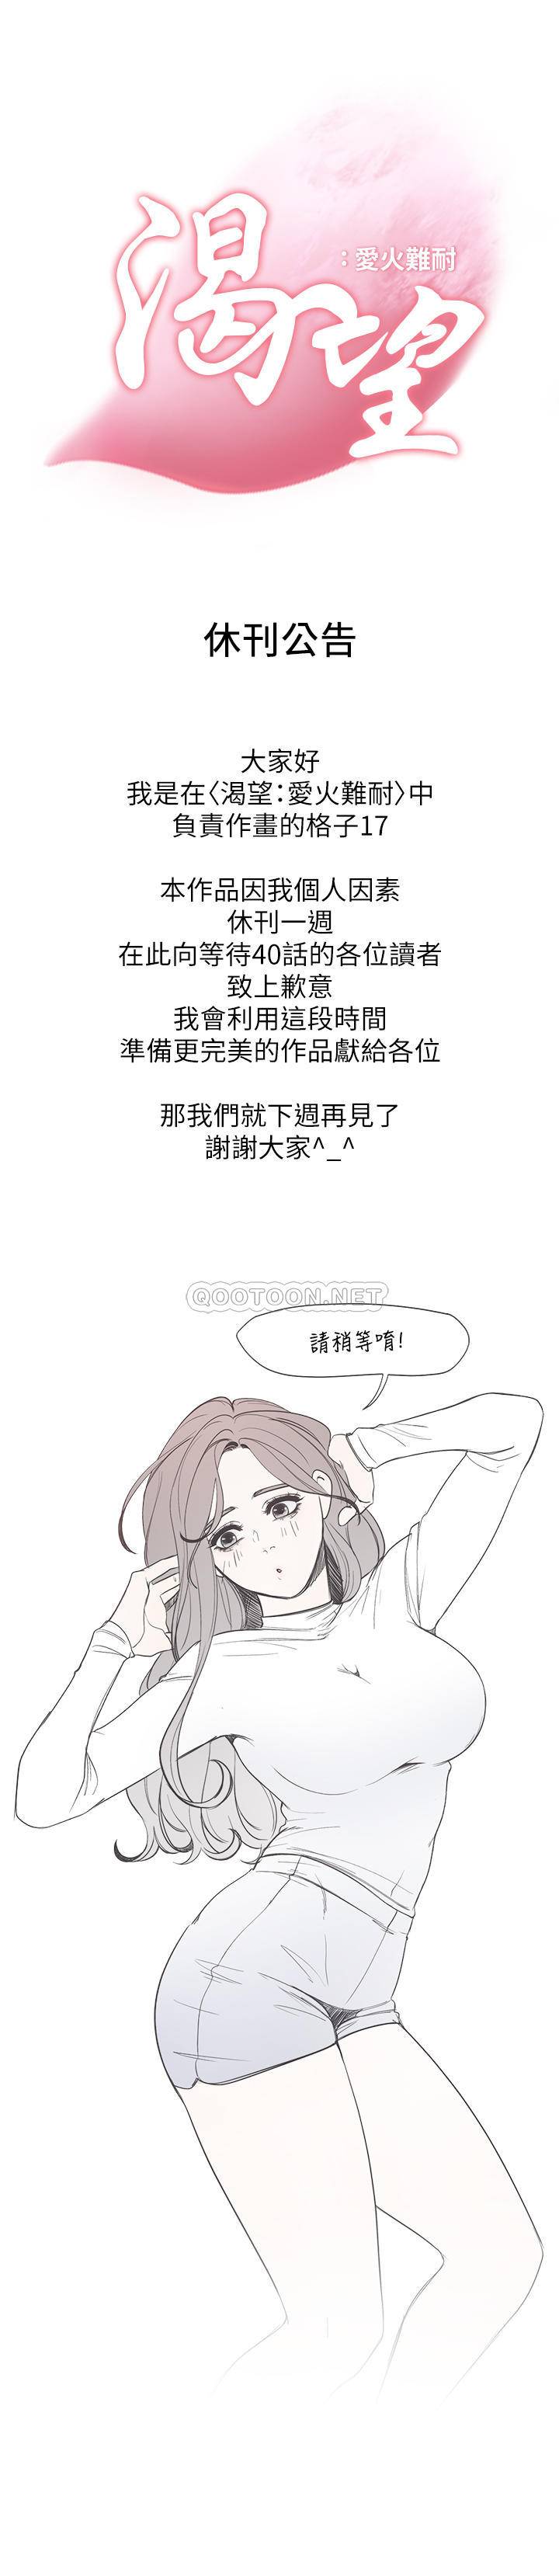 渴望
：愛火難耐
休刊公告
大家好
我是在〈渴望：愛火難耐〉中
負責作畫的格子17
本作品因我個人因素
休刊一週
在此向等待40話的各位讀者
致上歉意
我會利用這段時間
準備更完美的作品獻給各位
那我們就下週再見了
謝謝大家^_^
QOOTOON.NET
請稍等唷!